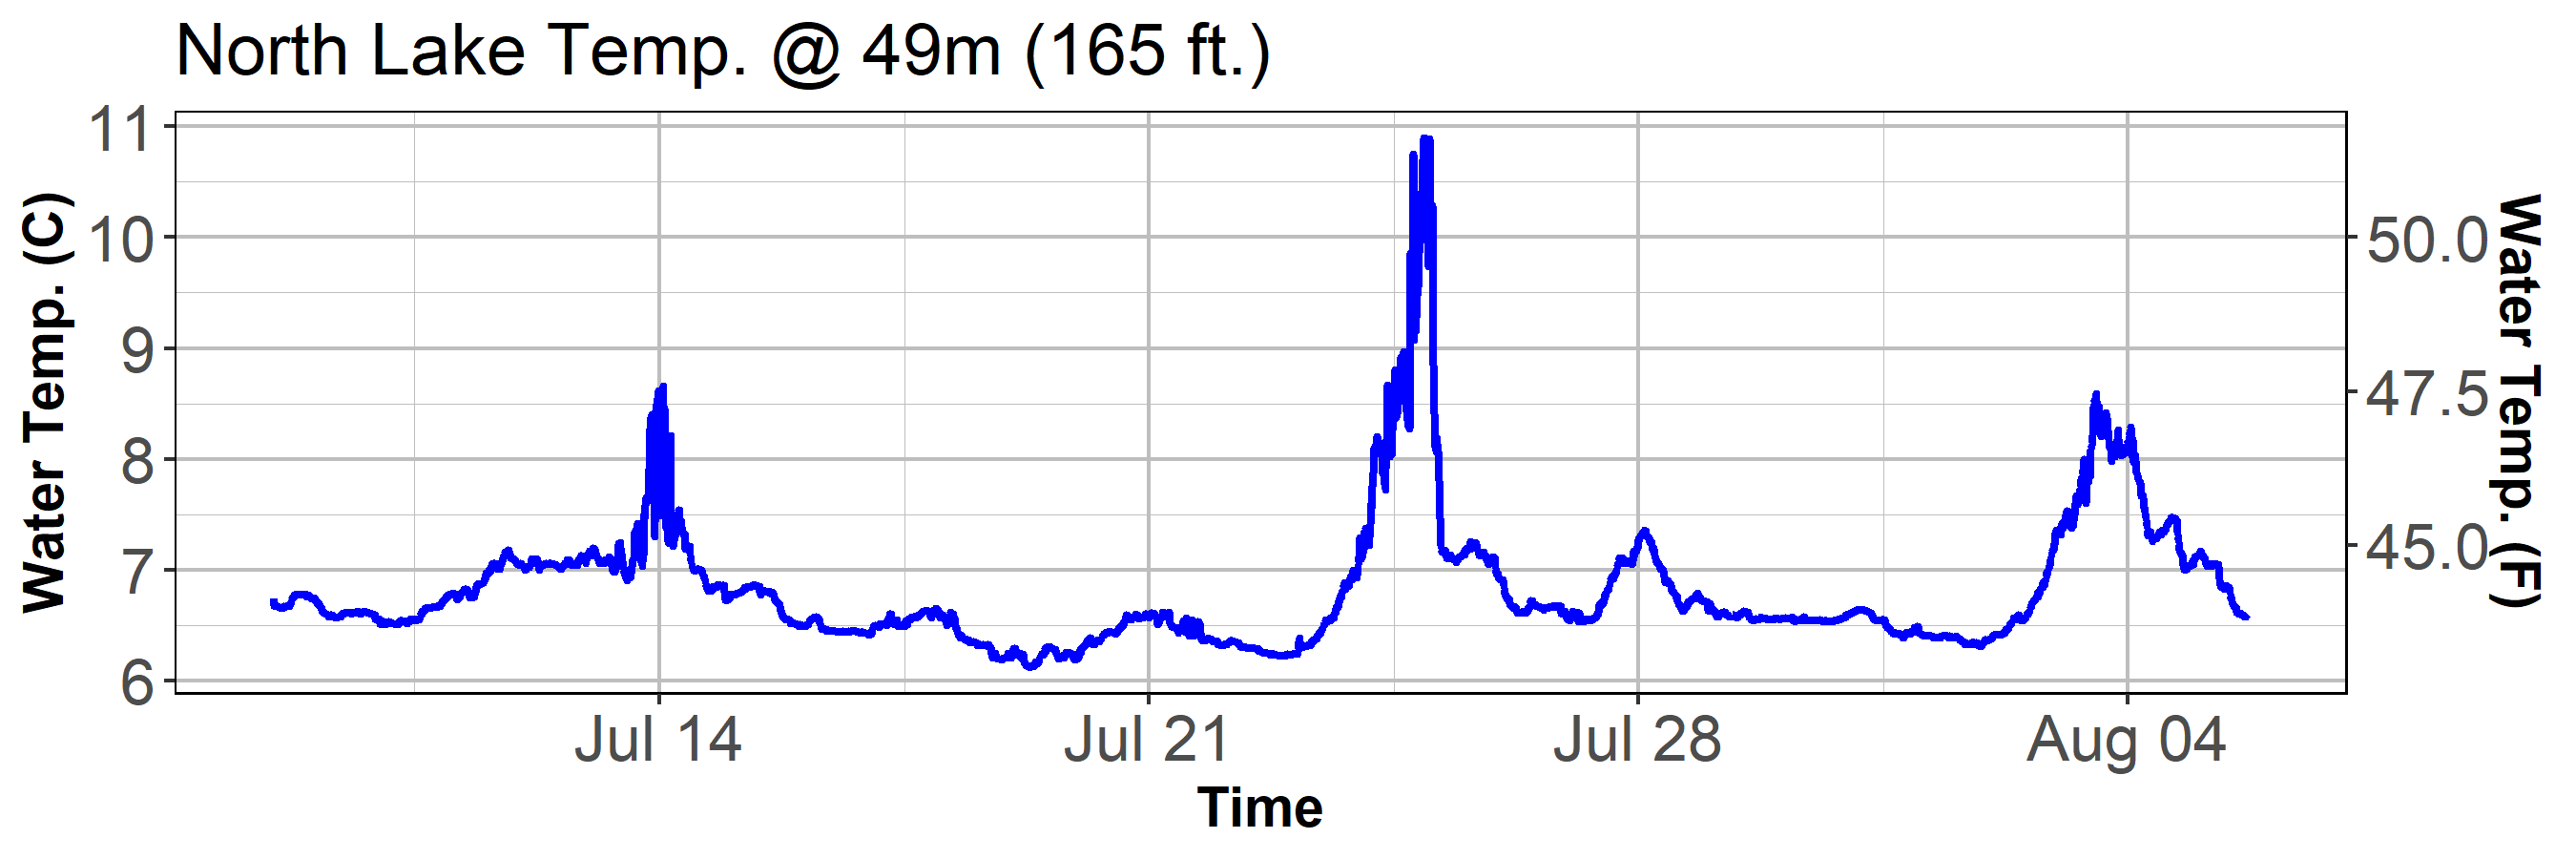 North Lake Temp. @ 49m (165 ft.)
Water Temp. (C)
11
10
9
8
7
6
50.0
47.5
45.0
Water Temp. (F)
Jul 14
Jul 21
Jul 28
Aug 04
Time